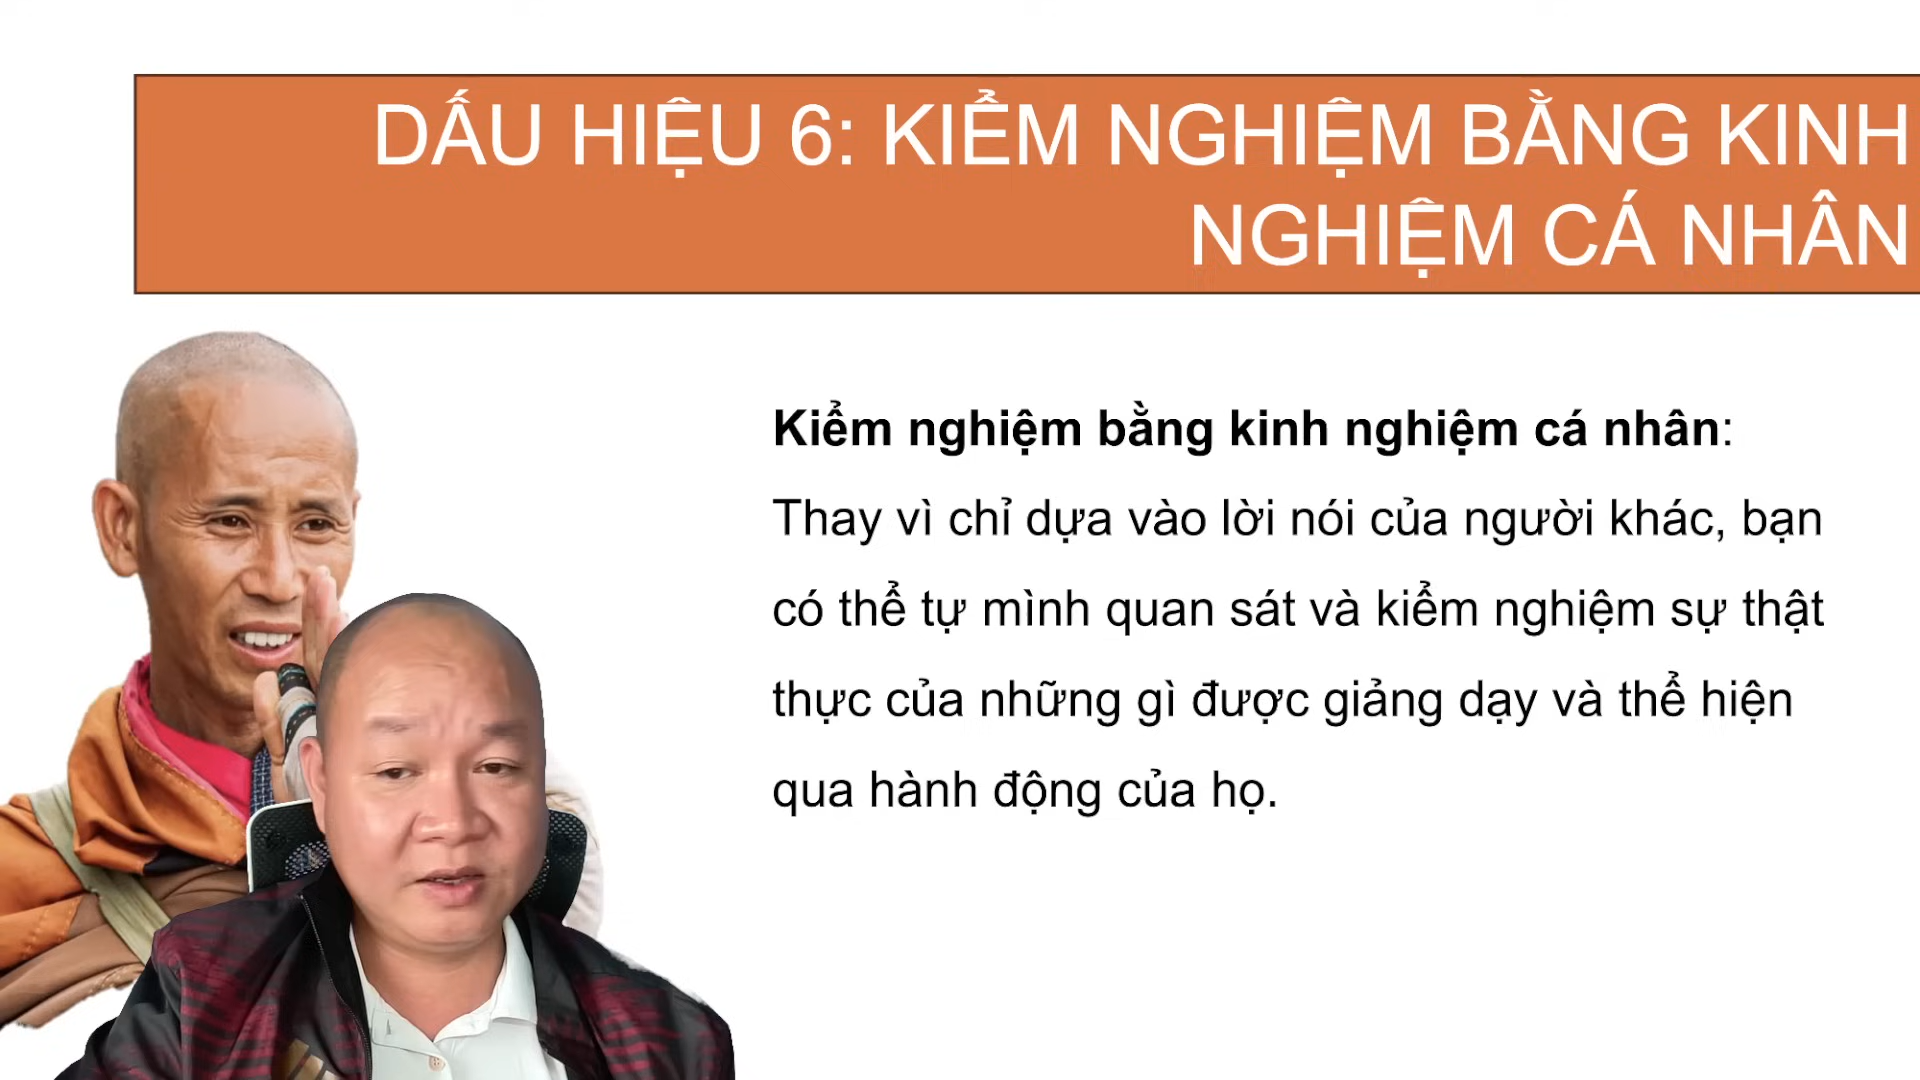 DẤU HIỆU 6: KIỂM NGHIỆM BẰNG KINH
NGHIỆM CÁ NHÂN
Kiểm nghiệm bằng kinh nghiệm cá nhân:
Thay vì chỉ dựa vào lời nói của người khác, bạn
có thể tự mình quan sát và kiểm nghiệm sự thật
thực của những gì được giảng dạy và thể hiện
qua hành động của họ.